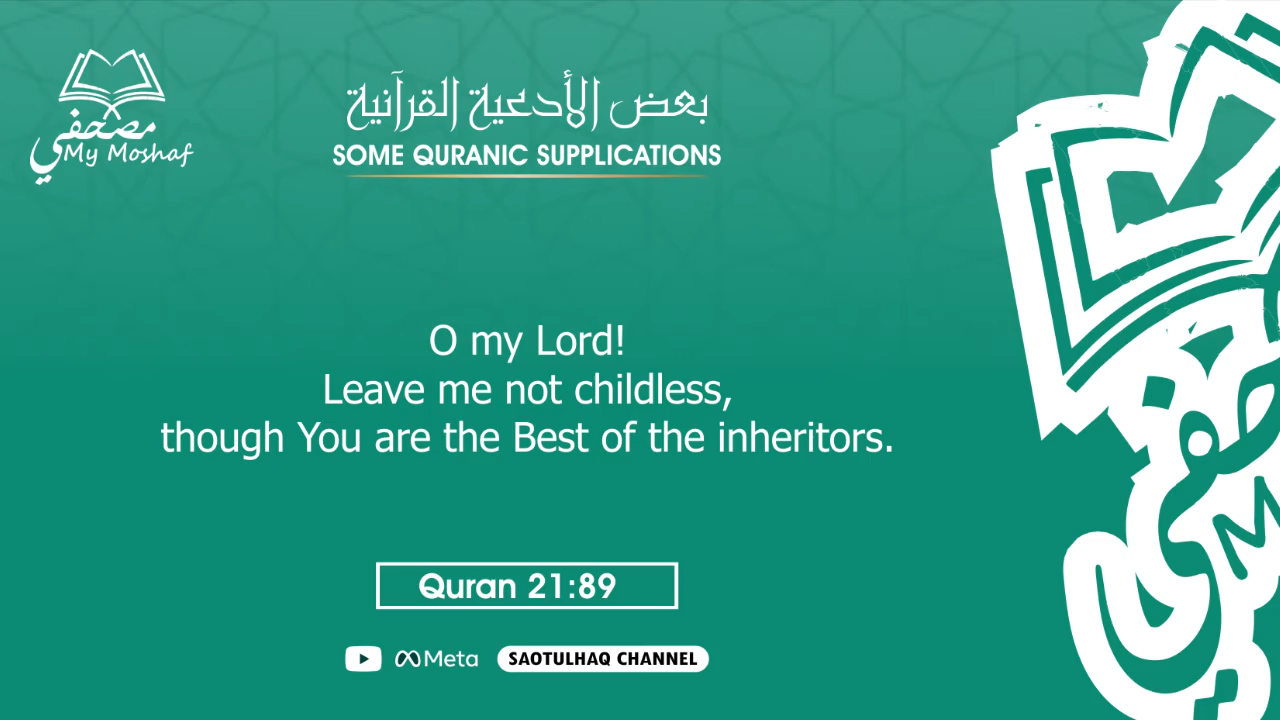 مصحفي
My Moshaf
بعض الأدعية القرآنية
SOME QURANIC SUPPLICATIONS
O my Lord!
Leave me not childless,
though You are the Best of the inheritors.
Quran 21:89
Meta
SAOTULHAQ CHANNEL